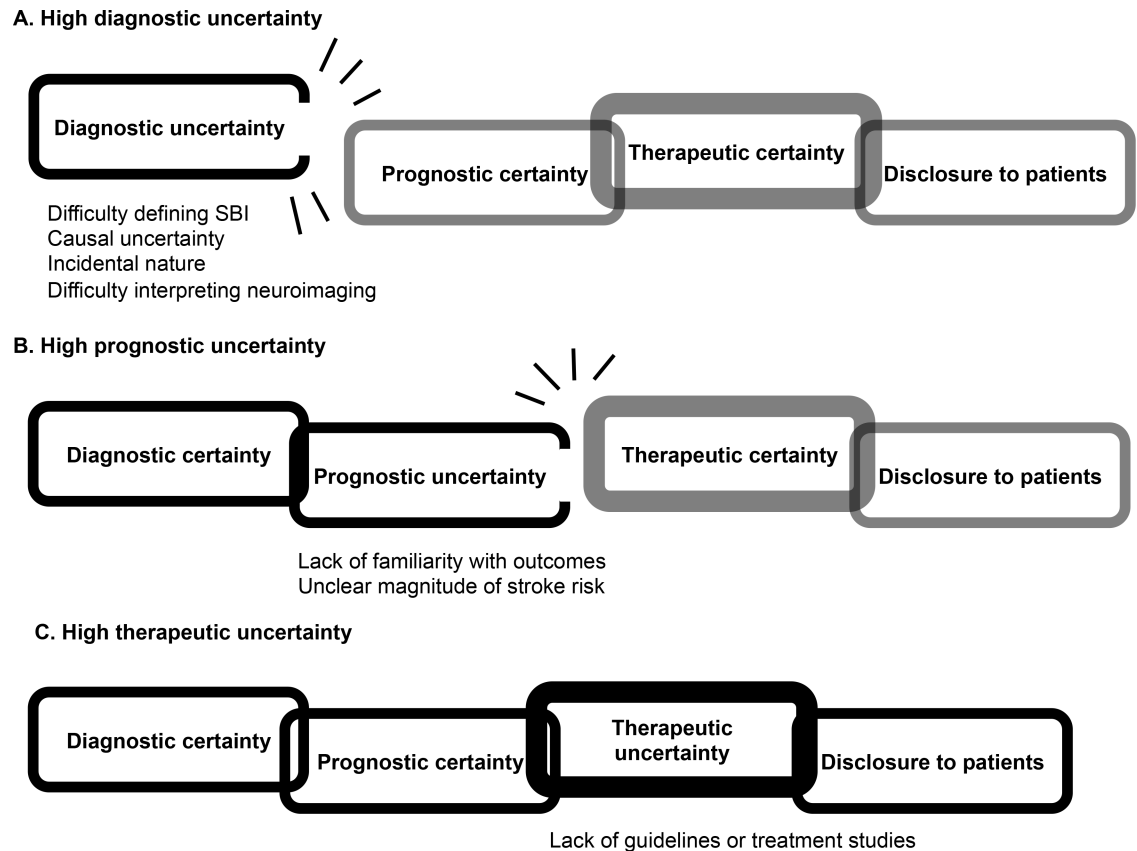 A. High diagnostic uncertainty
Diagnostic uncertainty
Prognostic certainty
Therapeutic certainty
Disclosure to patients
Difficulty defining SBI
Causal uncertainty
Incidental nature
Difficulty interpreting neuroimaging
B. High prognostic uncertainty
Diagnostic certainty
Prognostic uncertainty
Therapeutic certainty
Disclosure to patients
Lack of familiarity with outcomes
Unclear magnitude of stroke risk
C. High therapeutic uncertainty
Diagnostic certainty
Prognostic certainty
Therapeutic
uncertainty
Disclosure to patients
Lack of guidelines or treatment studies